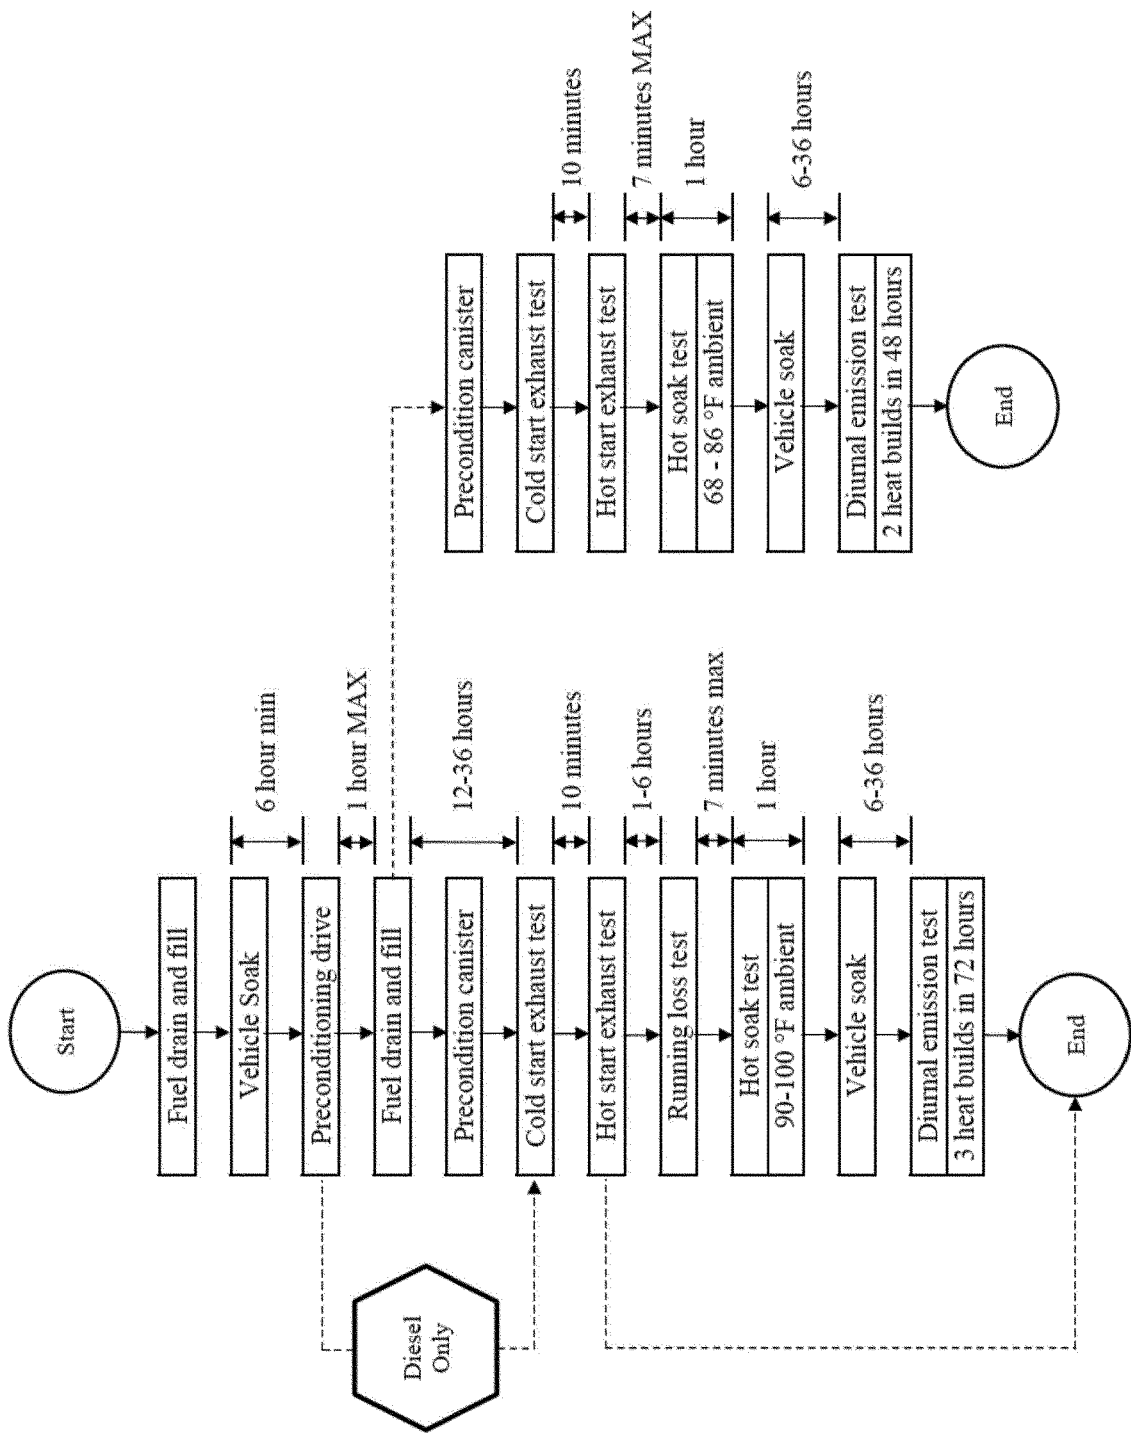 Start
Fuel drain and fill
Vehicle Soak
6 hour min
Preconditioning drive
1 hour MAX
Fuel drain and fill
12-36 hours
Precondition canister
Cold start exhaust test
10 minutes
Hot start exhaust test
1-6 hours
Running loss test
7 minutes max
Hot soak test
90-100 °F ambient
1 hour
Vehicle soak
6-36 hours
Diurnal emission test
3 heat builds in 72 hours
End
Diesel
Only
Precondition canister
Cold start exhaust test
10 minutes
Hot start exhaust test
7 minutes MAX
Hot soak test
68 - 86 °F ambient
1 hour
Vehicle soak
6-36 hours
Diurnal emission test
2 heat builds in 48 hours
End